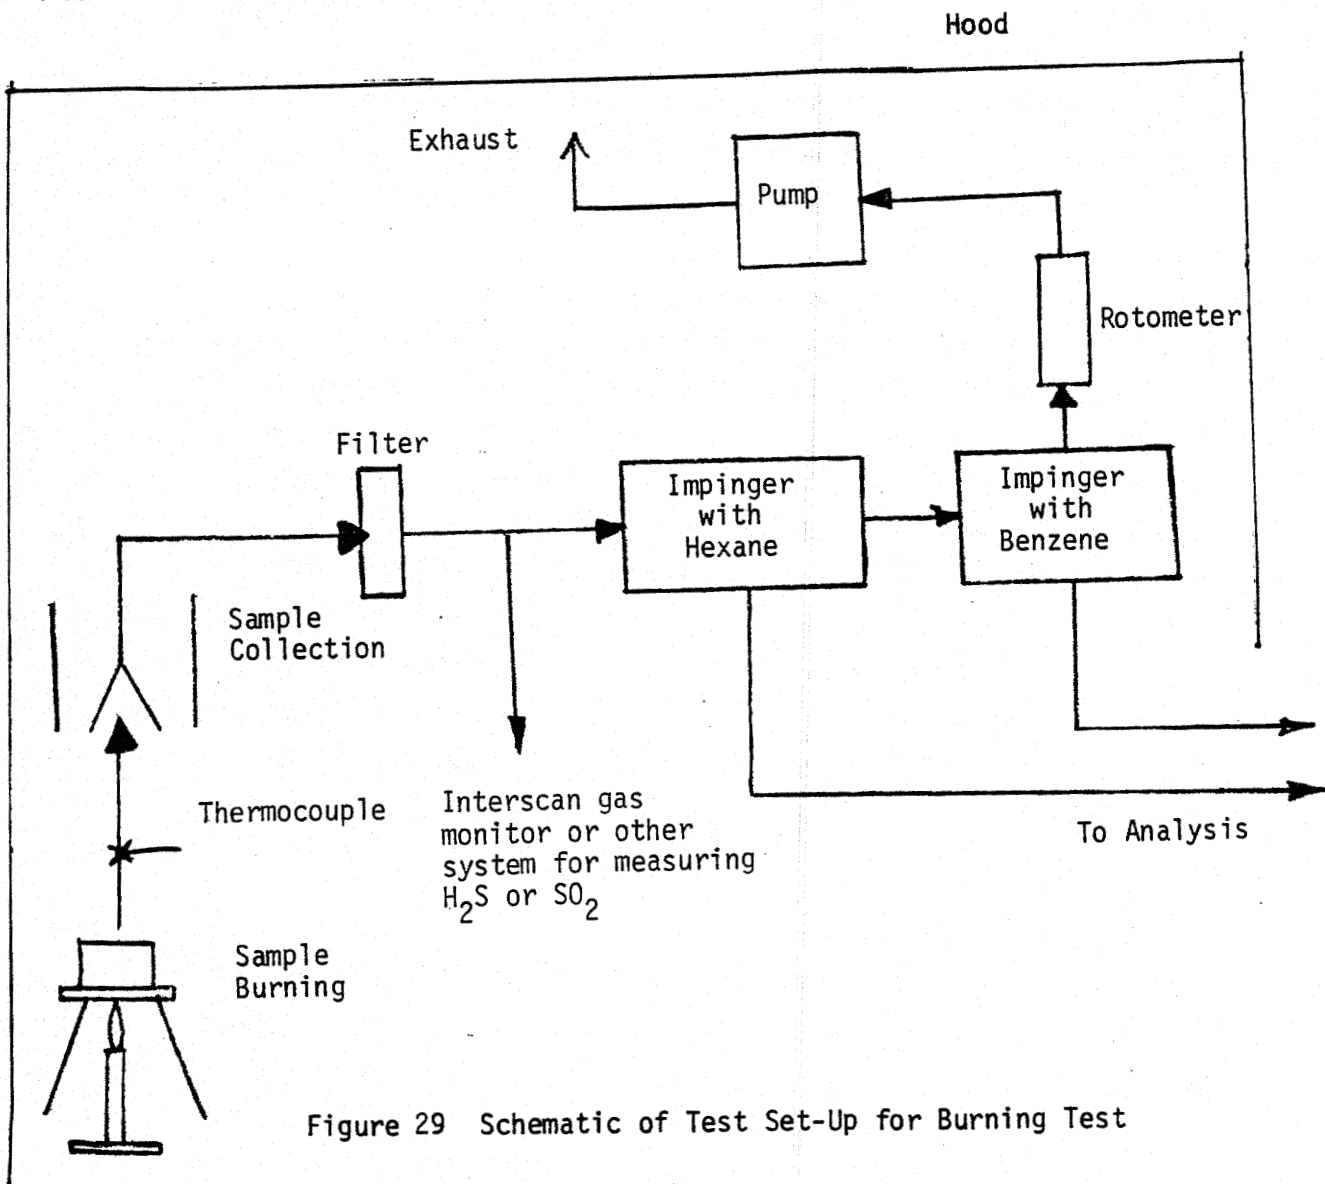 Hood
Exhaust
Pump
Rotometer
Filter
Impinger
with
Hexane
Impinger
with
Benzene
Sample
Collection
Thermocouple
Interscan gas
monitor or other
system for measuring
H₂S or SO₂
To Analysis
Sample
Burning
Figure 29 Schematic of Test Set-Up for Burning Test